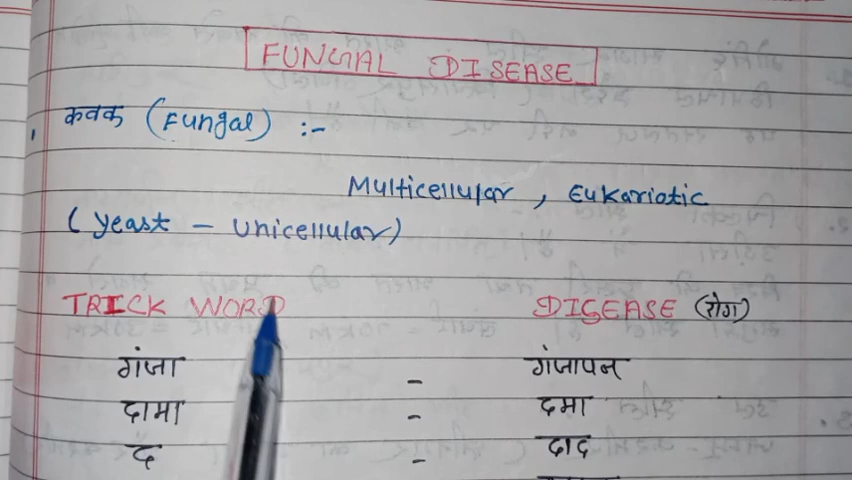 FUNGAL DISEASE
कवक (Fungal) :-
Multicellular, Eukariotic
(Yeast - Unicellular)
TRICK WORD DISEASE (रोग)
गंजा - गंजापन
दामा - दमा
द - दाद